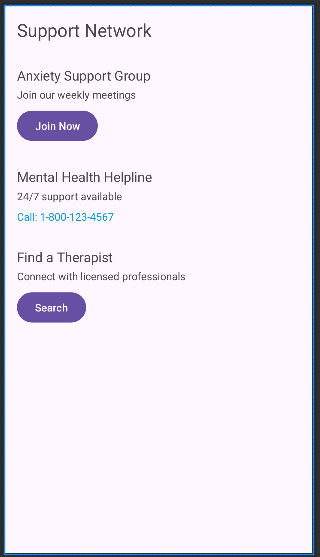 Support Network
Anxiety Support Group
Join our weekly meetings
Join Now
Mental Health Helpline
24/7 support available
Call: 1-800-123-4567
Find a Therapist
Connect with licensed professionals
Search